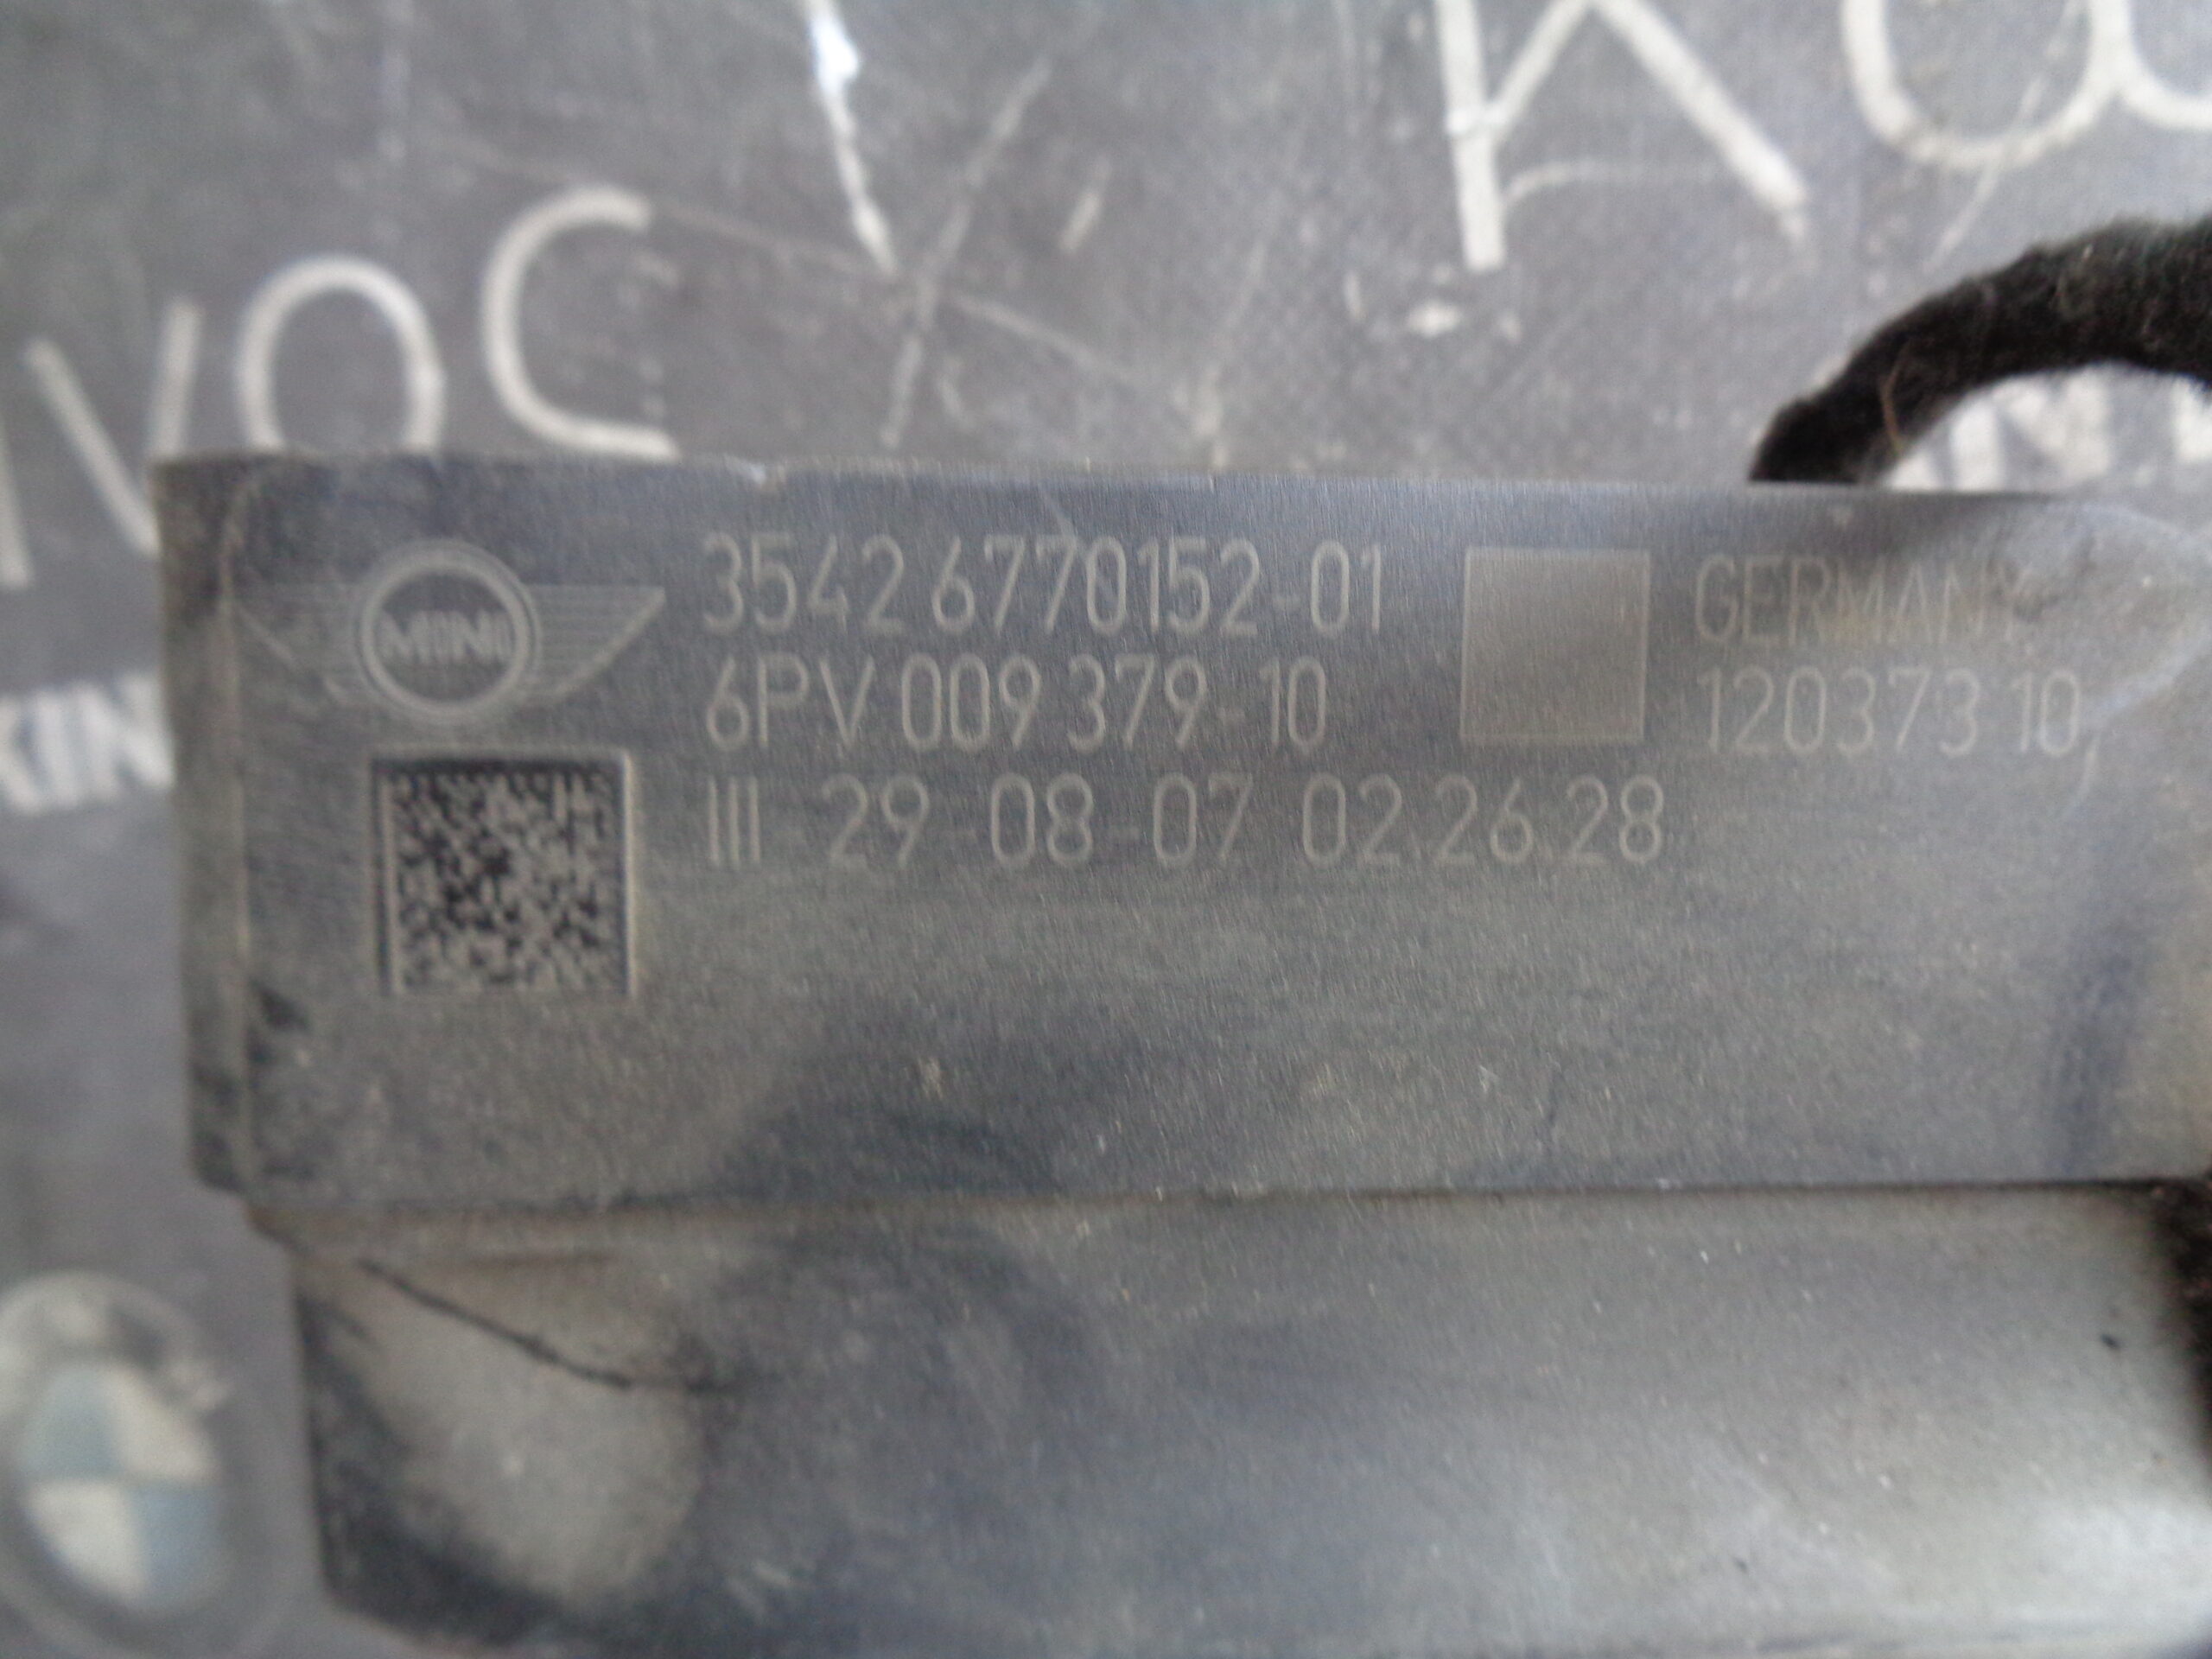 MINI
3542 6770152-01
6PV 009 379-10
III 29-08-07 02.26.28
GERMANY
120373 10